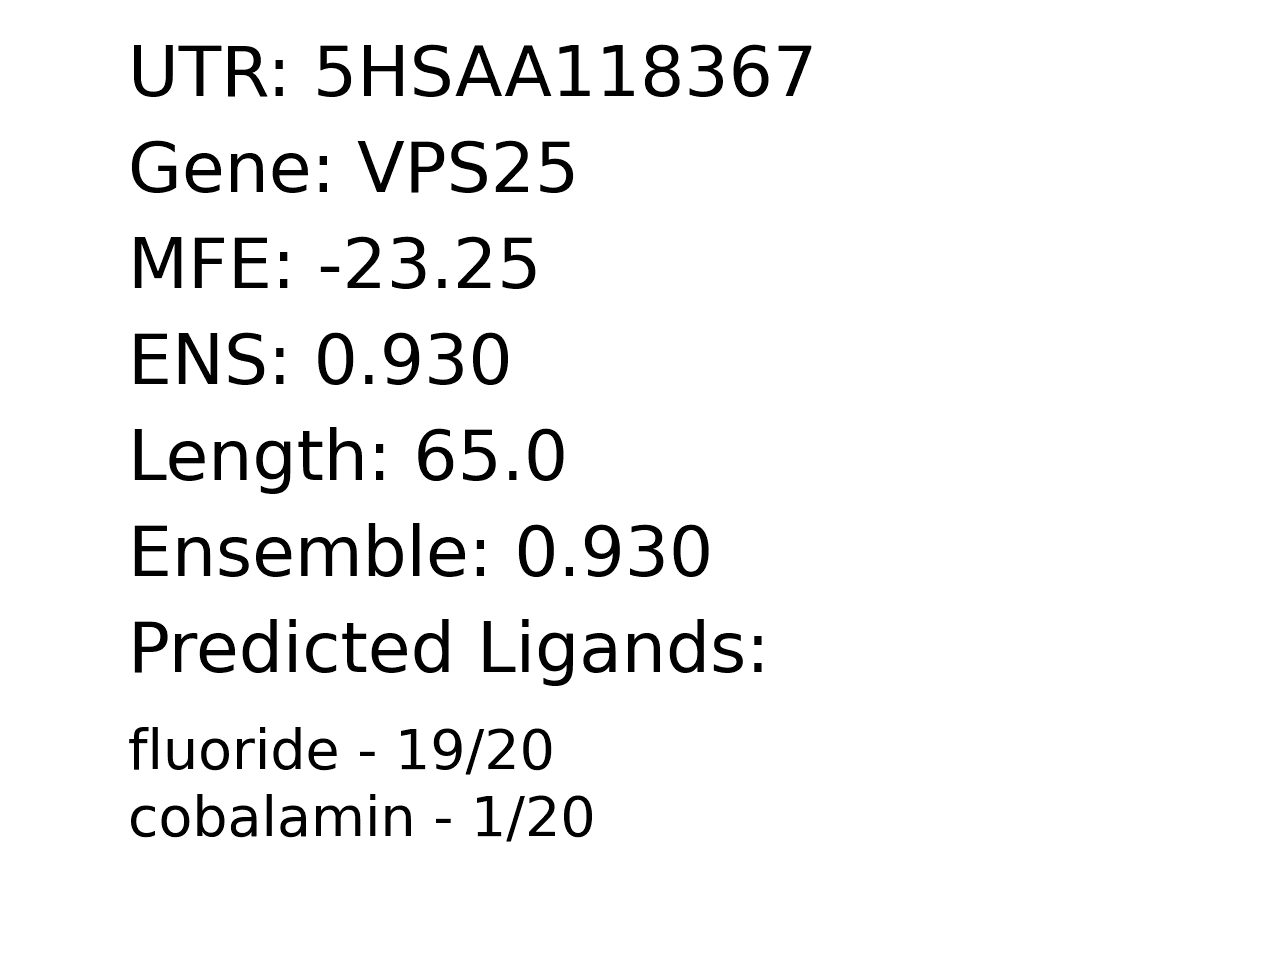 UTR: 5HSAA118367
Gene: VPS25
MFE: -23.25
ENS: 0.930
Length: 65.0
Ensemble: 0.930
Predicted Ligands:
fluoride - 19/20
cobalamin - 1/20